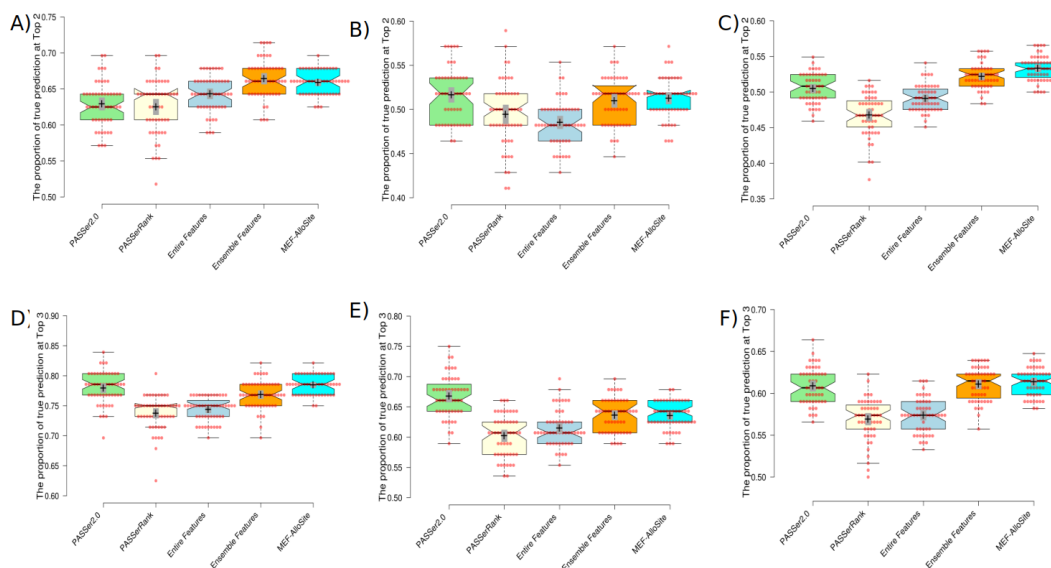 A)
The proportion of true prediction at Top 2
0.75
0.70
0.65
0.60
0.55
0.50
PASSer2.0
PASSerRank
Entire Features
Ensemble Features
MEF-AlloSite
B)
The proportion of true prediction at Top 2
0.60
0.55
0.50
0.45
0.40
PASSer2.0
PASSerRank
Entire Features
Ensemble Features
MEF-AlloSite
C)
The proportion of true prediction at Top 2
0.60
0.55
0.50
0.45
0.40
0.35
PASSer2.0
PASSerRank
Entire Features
Ensemble Features
MEF-AlloSite
D)
The proportion of true prediction at Top 3
0.90
0.85
0.80
0.75
0.70
0.65
0.60
PASSer2.0
PASSerRank
Entire Features
Ensemble Features
MEF-AlloSite
E)
The proportion of true prediction at Top 3
0.80
0.75
0.70
0.65
0.60
0.55
0.50
PASSer2.0
PASSerRank
Entire Features
Ensemble Features
MEF-AlloSite
F)
The proportion of true prediction at Top 3
0.70
0.65
0.60
0.55
0.50
PASSer2.0
PASSerRank
Entire Features
Ensemble Features
MEF-AlloSite